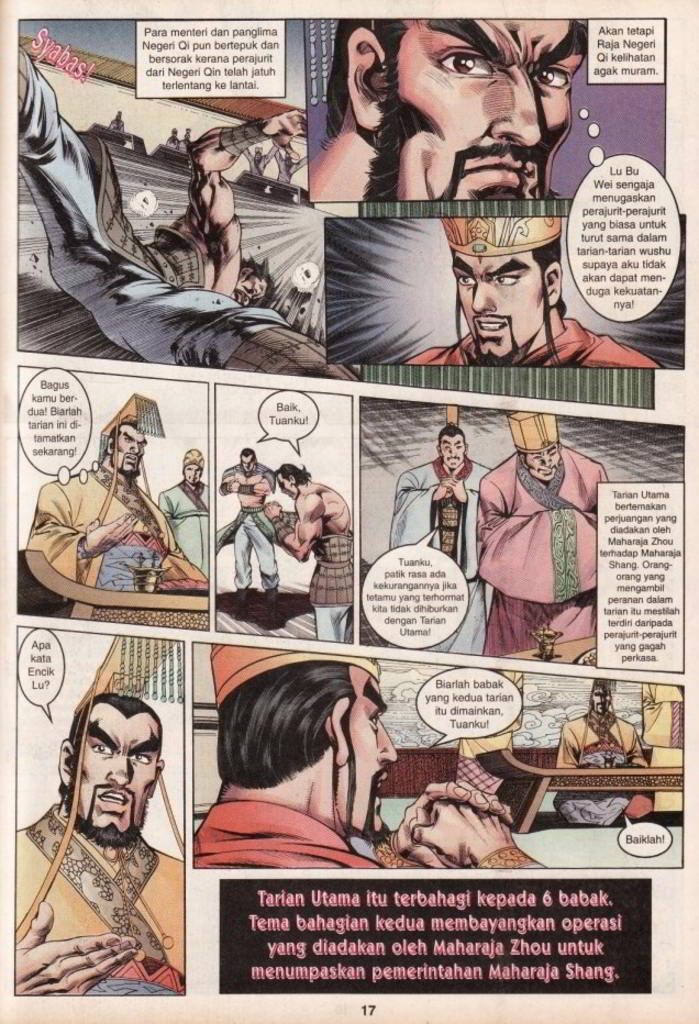 Syabas!
Para menteri dan panglima
Negeri Qi pun bertepuk dan
bersorak kerana perajurit
dari Negeri Qin telah jatuh
terlentang ke lantai.
Akan tetapi
Raja Negeri
Qi kelihatan
agak muram.
Lu Bu
Wei sengaja
menugaskan
perajurit-perajurit
yang biasa untuk
turut sama dalam
tarian-tarian wushu
supaya aku tidak
akan dapat men-
duga kekuatan-
nya!
Bagus
kamu ber-
dua! Biarlah
tarian ini di-
tamatkan
sekarang!
Baik,
Tuanku!
Tuanku,
patik rasa ada
kekurangannya jika
tetamu yang terhormat
kita tidak dihiburkan
dengan Tarian
Utama!
Tarian Utama
bertemakan
perjuangan yang
diadakan oleh
Maharaja Zhou
terhadap Maharaja
Shang. Orang-
orang yang
mengambil
peranan dalam
tarian itu mestilah
terdiri daripada
perajurit-perajurit
yang gagah
perkasa.
Apa
kata
Encik
Lu?
Biarlah babak
yang kedua tarian
itu dimainkan,
Tuanku!
Baiklah!
Tarian Utama itu terbahagi kepada 6 babak.
Tema bahagian kedua membayangkan operasi
yang diadakan oleh Maharaja Zhou untuk
menumpaskan pemerintahan Maharaja Shang.
17